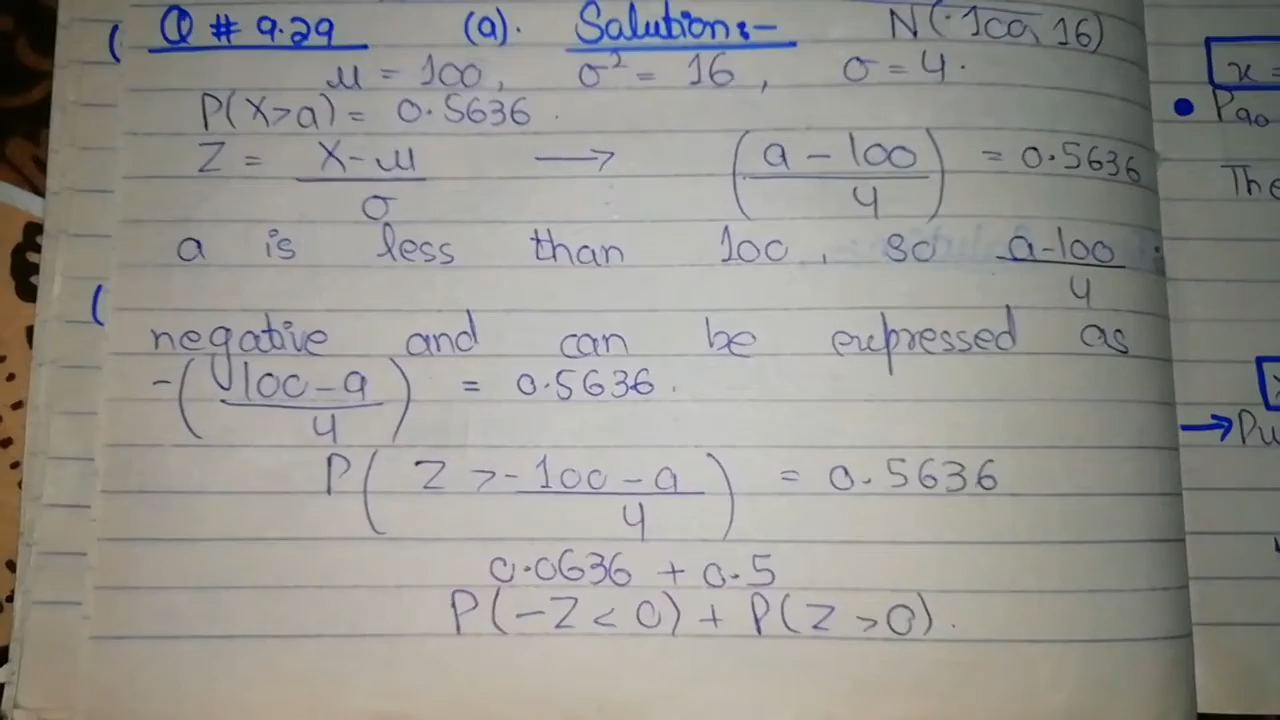 Q # 9.29 (a). Salution:- N(100, 16)
μ = 100, σ² = 16, σ = 4.
P(X>a) = 0.5636.
Z = X-μ/σ → (a - 100/4) = 0.5636
a is less than 100, so a-100/4
negative and can be expressed as
-(100-a/4) = 0.5636.
P(Z > -100-a/4) = 0.5636
0.0636 + 0.5
P(-Z < 0) + P(Z > 0).
x =
The